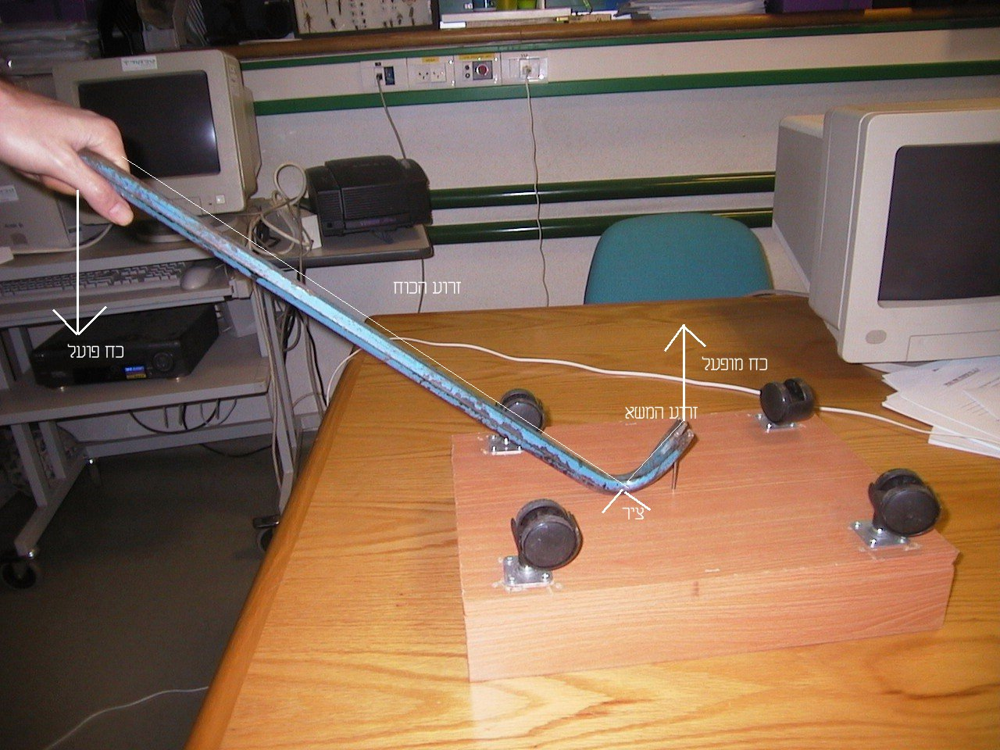 זרוע הכוח
כח פועל
כח מופעל
זרוע המשא
ציר